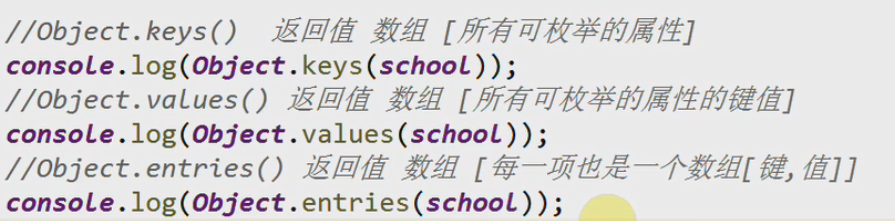 //Object.keys()  返回值 数组 [所有可枚举的属性]
console.log(Object.keys(school));
//Object.values() 返回值 数组 [所有可枚举的属性的键值]
console.log(Object.values(school));
//Object.entries() 返回值 数组 [每一项也是一个数组[键,值]]
console.log(Object.entries(school));